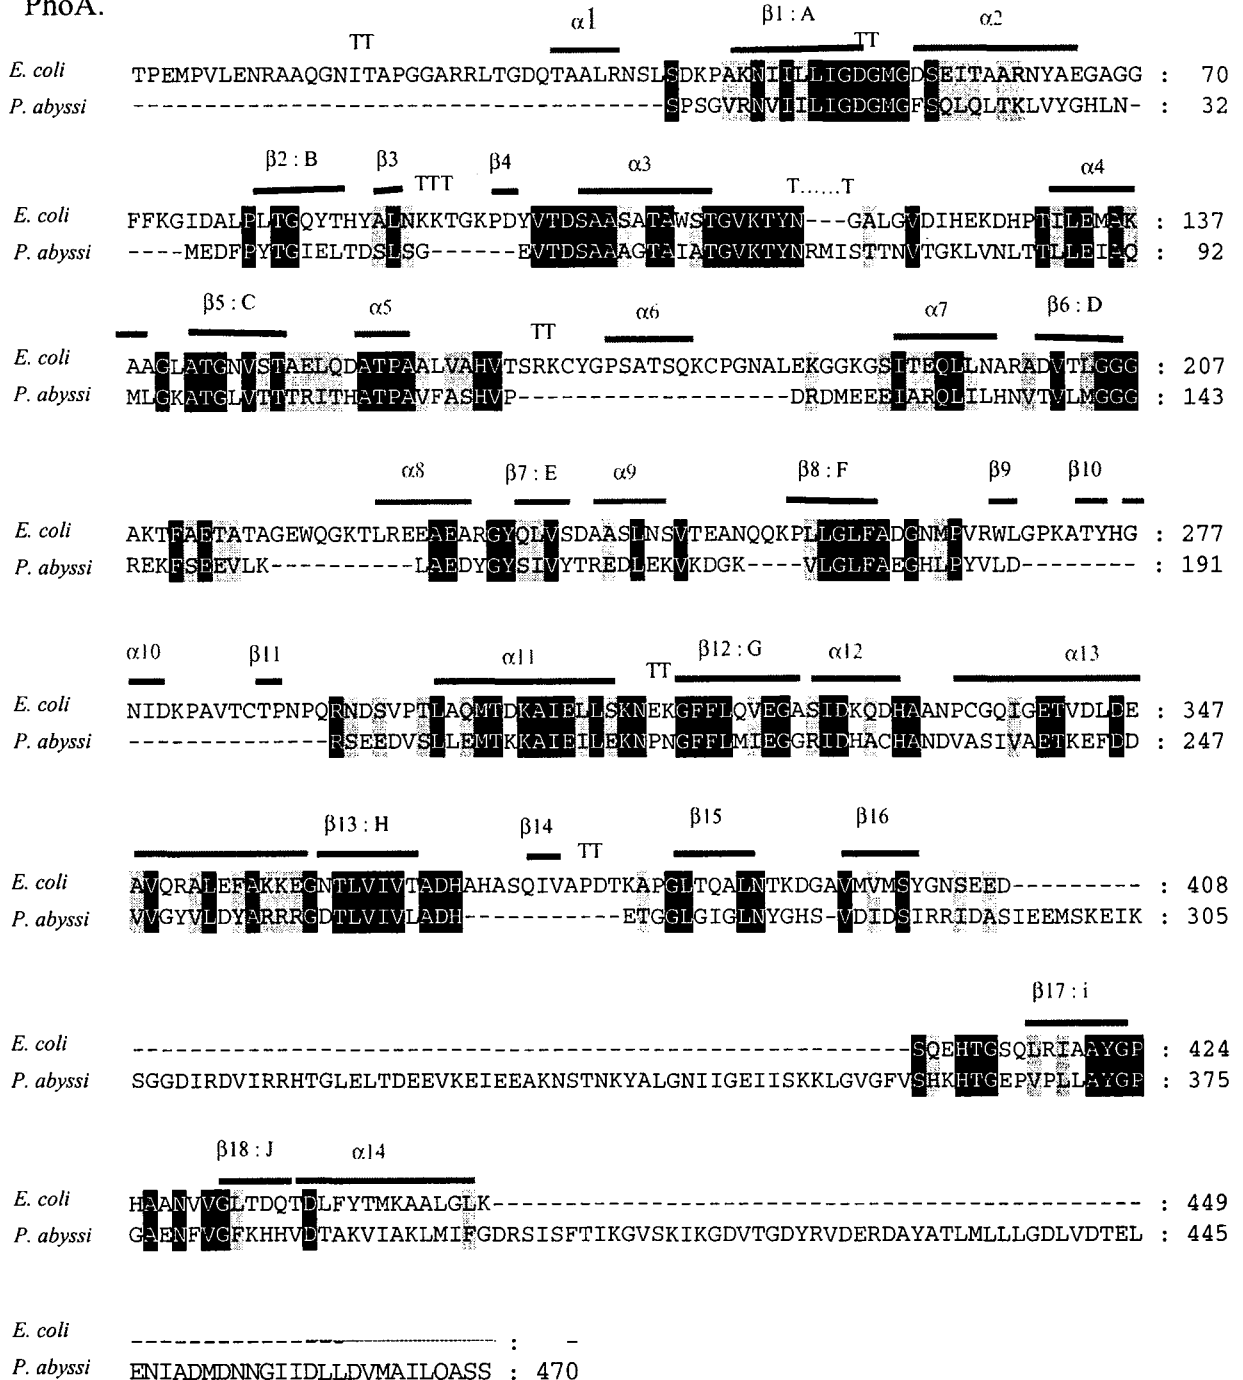 PhoA.
α1 β1 : A α2
TT TT
E. coli TPEMPVLENRAAQGNITAPGGARRLTGDQTAALRNSLSDKPAKNIILLIGDGMGDSEITAARNYAEGAGG : 70
P. abyssi -------------------------------------SPSGVRNVIILIGDGMGFSQLQLTKLVYGHLN- : 32
β2 : B β3 β4 α3 α4
TTT T......T
E. coli FFKGIDALPLTGQYTHYALNKKTGKPDYVTDSAASATAWSTGVKTYN---GALGVDIHEKDHPTILEMAK : 137
P. abyssi ----MEDFPYTGIELTDSLSG------EVTDSAAAGTAIATGVKTYNRMISTTNVTGKLVNLTTLLEIAQ : 92
β5 : C α5 α6 α7 β6 : D
TT
E. coli AAGLATGNVSTAELQDATPAALVAHVTSRKCYGPSATSQKCPGNALEKGGKGSITEQLLNARADVTLGGG : 207
P. abyssi MLGKATGLVTTTRITHATPAVFASHVP-------------------DRDMEEEIARQLILHNVTVLMGGG : 143
α8 β7 : E α9 β8 : F β9 β10
E. coli AKTFAETATAGEWQGKTLREEAEARGYQLVSDAASLNSVTEANQQKPLLGLFADGNMPVRWLGPKATYHG : 277
P. abyssi REKFSEEVLK----------LAEDYGYSIVYTREDLEKVKDGK----VLGLFAEGHLPYVLD-------- : 191
α10 β11 α11 β12 : G α12 α13
TT
E. coli NIDKPAVTCTPNPQRNDSVPTLAQMTDKAIELLSKNEKGFFLQVEGASIDKQDHAANPCGQIGETVDLDE : 347
P. abyssi --------------RSEEDVSLLEMTKKAIEILEKNPNGFFLMIEGGRIDHACHANDVASIVAETKEFDD : 247
β13 : H β14 β15 β16
TT
E. coli AVQRALEFAKKEGNTLVIVTADHAHASQIVAPDTKAPGLTQALNTKDGAVMVMSYGNSEED--------- : 408
P. abyssi VVGYVLDYARRRGDTLVIVLADH-----------ETGGLGIGLNYGHS-VDIDSIRRIDASIEEMSKEIK : 305
β17 : i
E. coli ------------------------------------------------------SQEHTGSQLRIAAYGP : 424
P. abyssi SGGDIRDVIRRHTGLELTDEEVKEIEEAKNSTNKYALGNIIGEIISKKLGVGFVSHKHTGEPVPLLAYGP : 375
β18 : J α14
E. coli HAANVVGLTDQTDLFYTMKAALGLK--------------------------------------------- : 449
P. abyssi GAENFVGFKHHVDTAKVIAKLMIFGDRSISFTIKGVSKIKGDVTGDYRVDERDAYATLMLLLGDLVDTEL : 445
E. coli ------------------------- : -
P. abyssi ENIADMDNNGIIDLLDVMAILQASS : 470